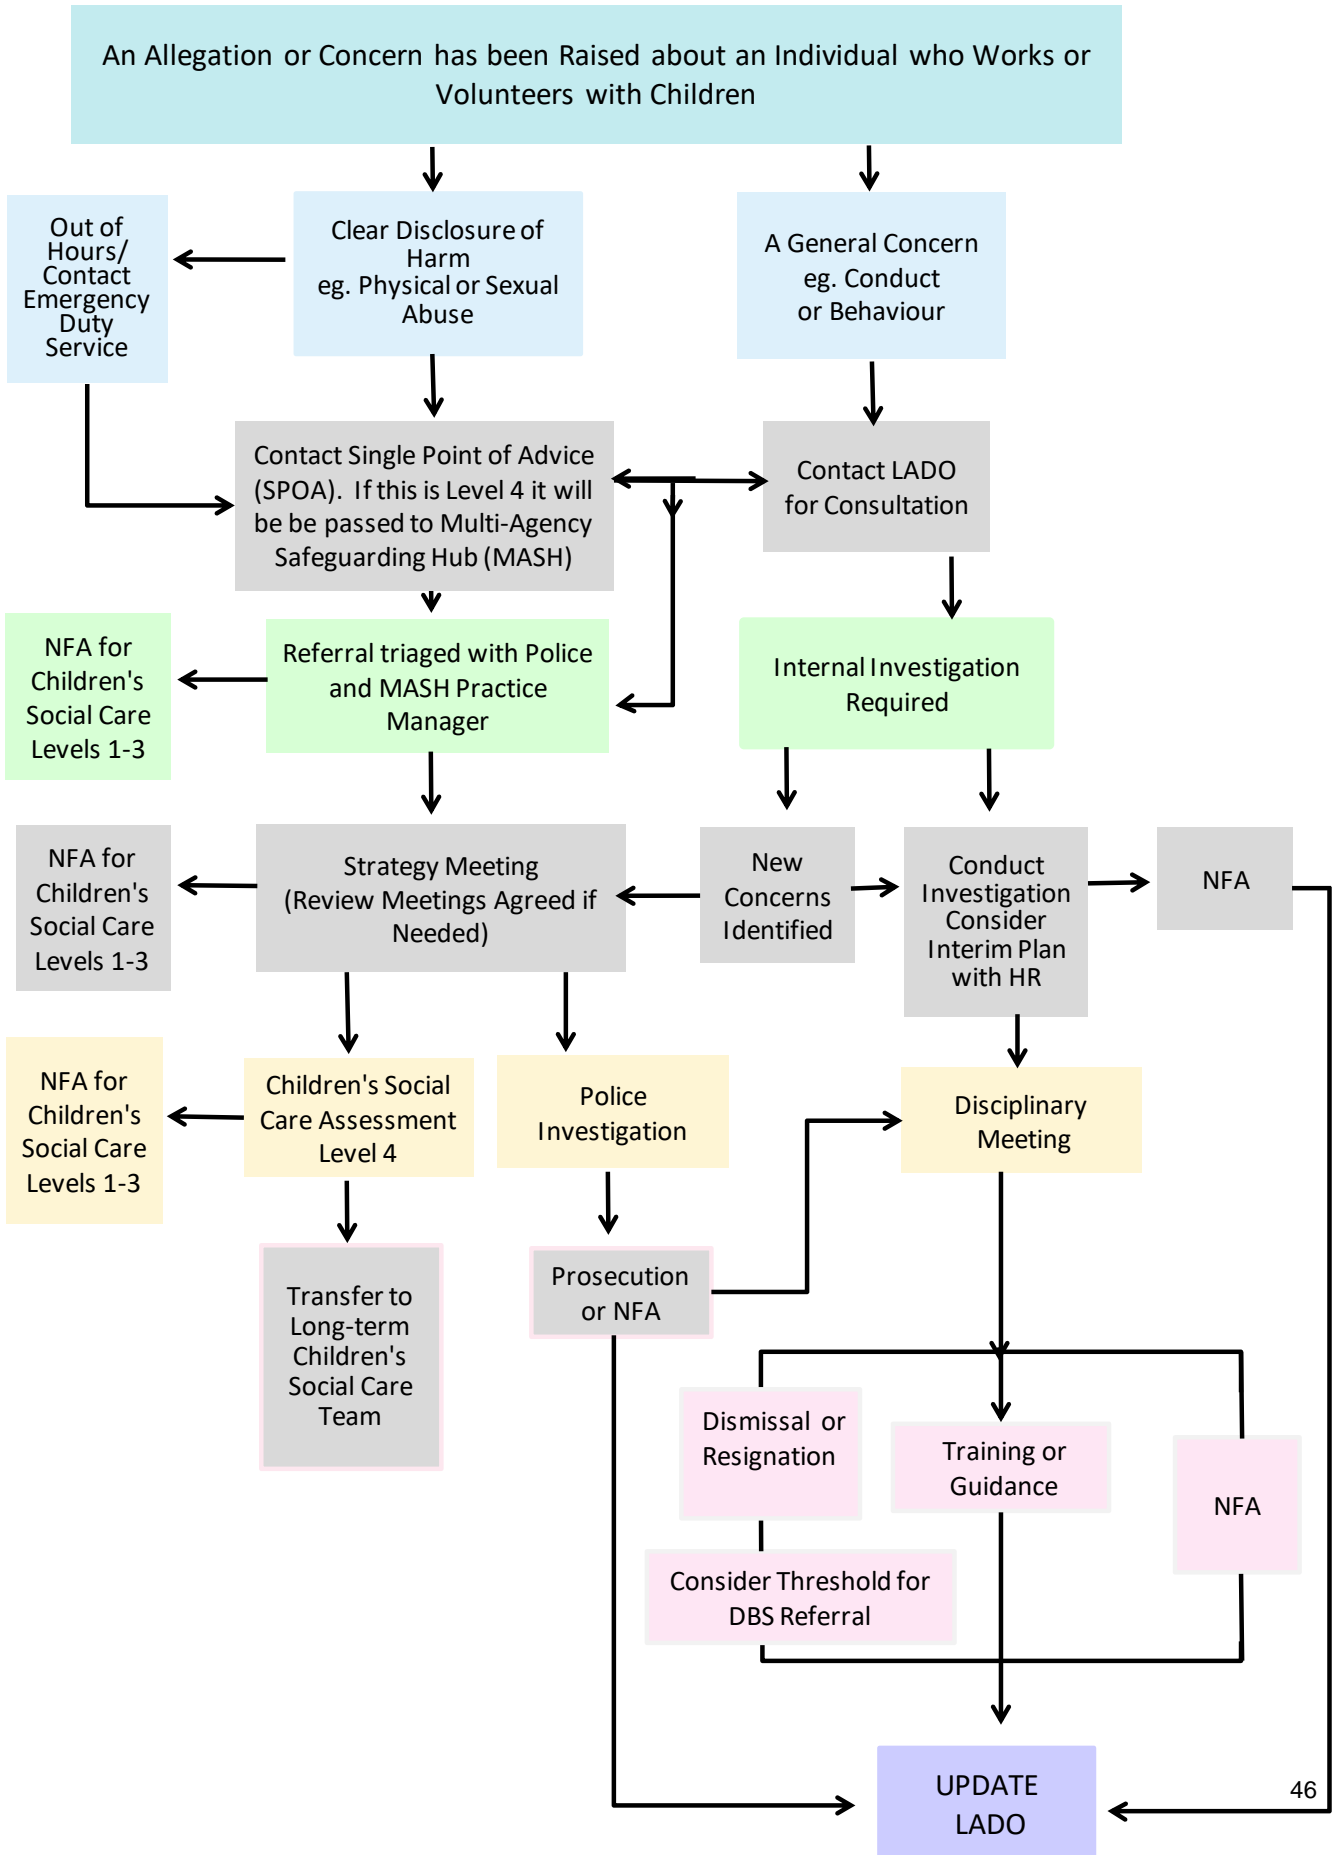 An Allegation or Concern has been Raised about an Individual who Works or
Volunteers with Children
Out of
Hours/
Contact
Emergency
Duty
Service
Clear Disclosure of
Harm
eg. Physical or Sexual
Abuse
A General Concern
eg. Conduct
or Behaviour
Contact Single Point of Advice
(SPOA). If this is Level 4 it will
be be passed to Multi-Agency
Safeguarding Hub (MASH)
Contact LADO
for Consultation
NFA for
Children's
Social Care
Levels 1-3
Referral triaged with Police
and MASH Practice
Manager
Internal Investigation
Required
NFA for
Children's
Social Care
Levels 1-3
Strategy Meeting
(Review Meetings Agreed if
Needed)
New
Concerns
Identified
Conduct
Investigation
Consider
Interim Plan
with HR
NFA
NFA for
Children's
Social Care
Levels 1-3
Children's Social
Care Assessment
Level 4
Police
Investigation
Disciplinary
Meeting
Transfer to
Long-term
Children's
Social Care
Team
Prosecution
or NFA
Dismissal or
Resignation
Training or
Guidance
NFA
Consider Threshold for
DBS Referral
UPDATE
LADO
46